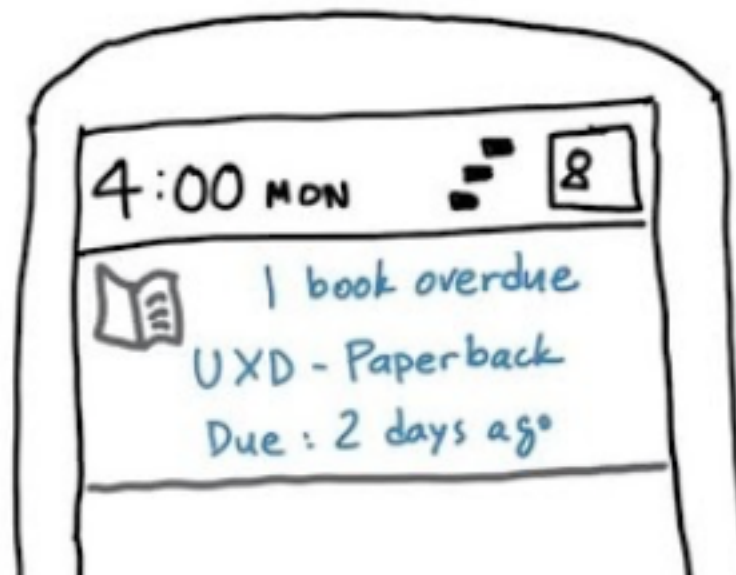 4:00 MON 8
1 book overdue
UXD - Paperback
Due : 2 days ago